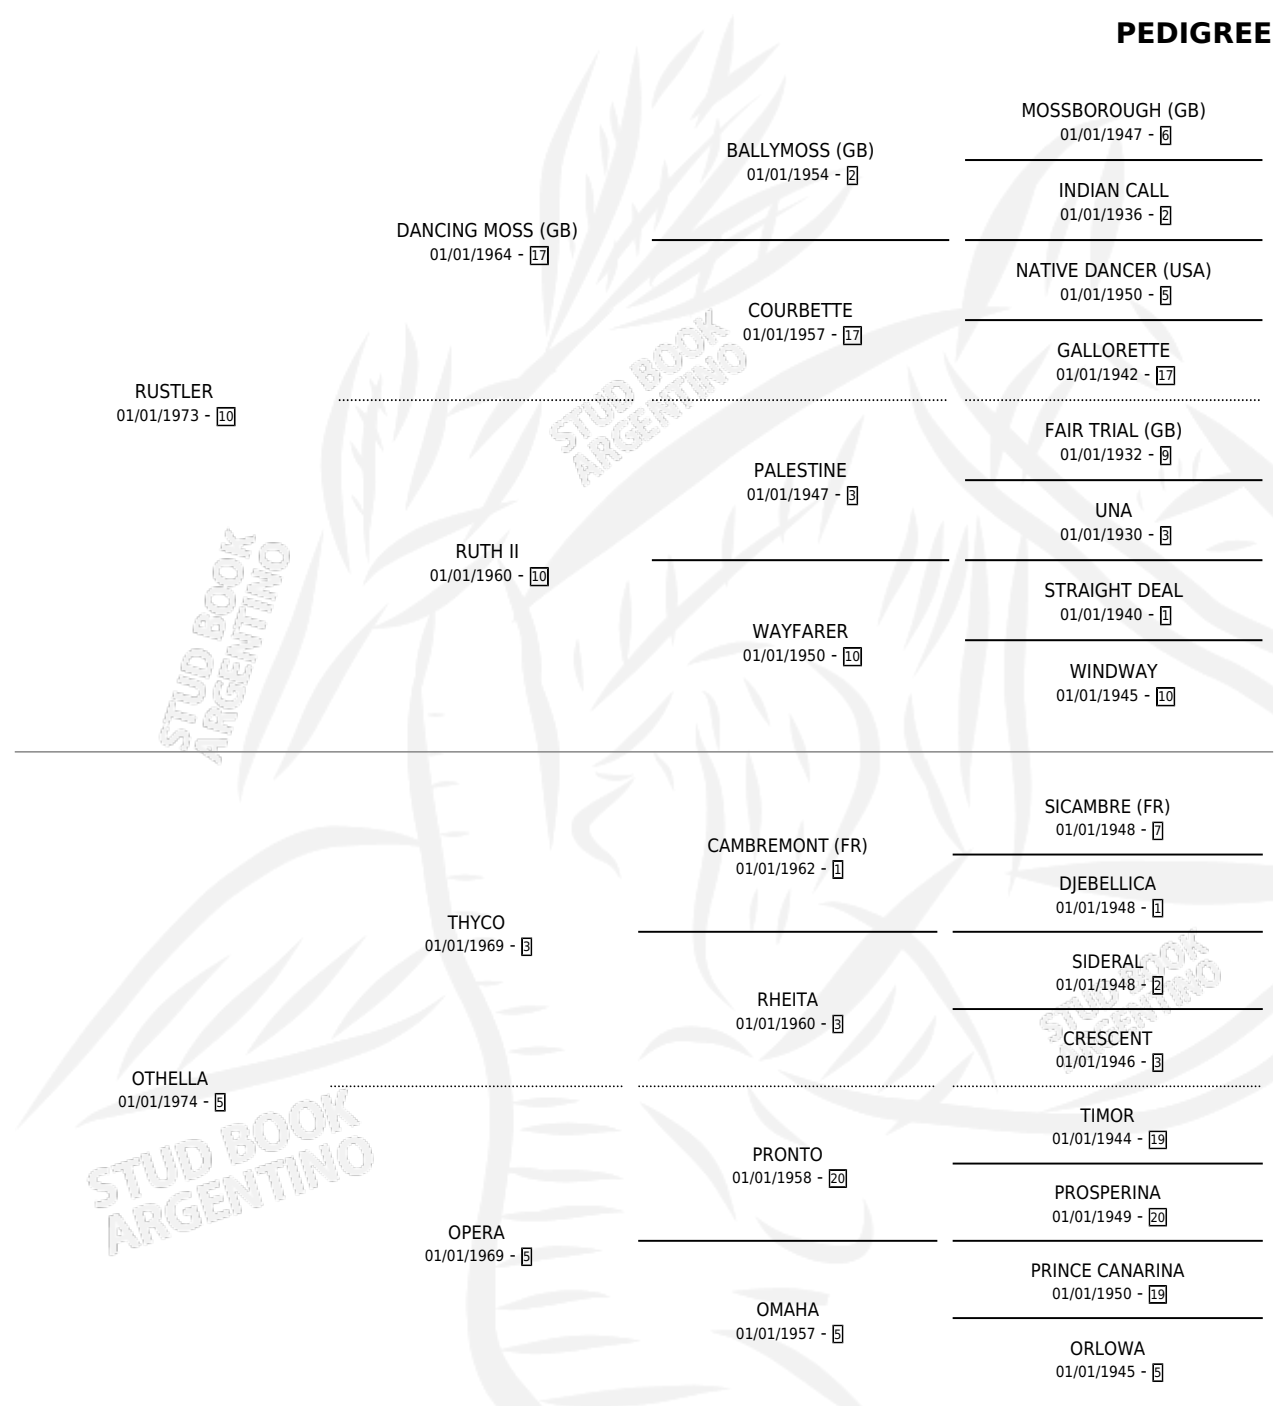 PEDIGREE
MOSSBOROUGH (GB)
01/01/1947 - 6
BALLYMOSS (GB)
01/01/1954 - 2
INDIAN CALL
01/01/1936 - 2
DANCING MOSS (GB)
01/01/1964 - 17
NATIVE DANCER (USA)
01/01/1950 - 5
COURBETTE
01/01/1957 - 17
GALLORETTE
01/01/1942 - 17
RUSTLER
01/01/1973 - 10
FAIR TRIAL (GB)
01/01/1932 - 9
PALESTINE
01/01/1947 - 3
UNA
01/01/1930 - 3
RUTH II
01/01/1960 - 10
STRAIGHT DEAL
01/01/1940 - 1
WAYFARER
01/01/1950 - 10
WINDWAY
01/01/1945 - 10
SICAMBRE (FR)
01/01/1948 - 7
CAMBREMONT (FR)
01/01/1962 - 1
DJEBELLICA
01/01/1948 - 1
THYCO
01/01/1969 - 3
SIDERAL
01/01/1948 - 2
RHEITA
01/01/1960 - 3
CRESCENT
01/01/1946 - 3
OTHELLA
01/01/1974 - 5
TIMOR
01/01/1944 - 19
PRONTO
01/01/1958 - 20
PROSPERINA
01/01/1949 - 20
OPERA
01/01/1969 - 5
PRINCE CANARINA
01/01/1950 - 19
OMAHA
01/01/1957 - 5
ORLOWA
01/01/1945 - 5
STUD BOOK
ARGENTINO
STUD BOOK
ARGENTINO
STUD BOOK
ARGENTINO
STUD BOOK
ARGENTINO